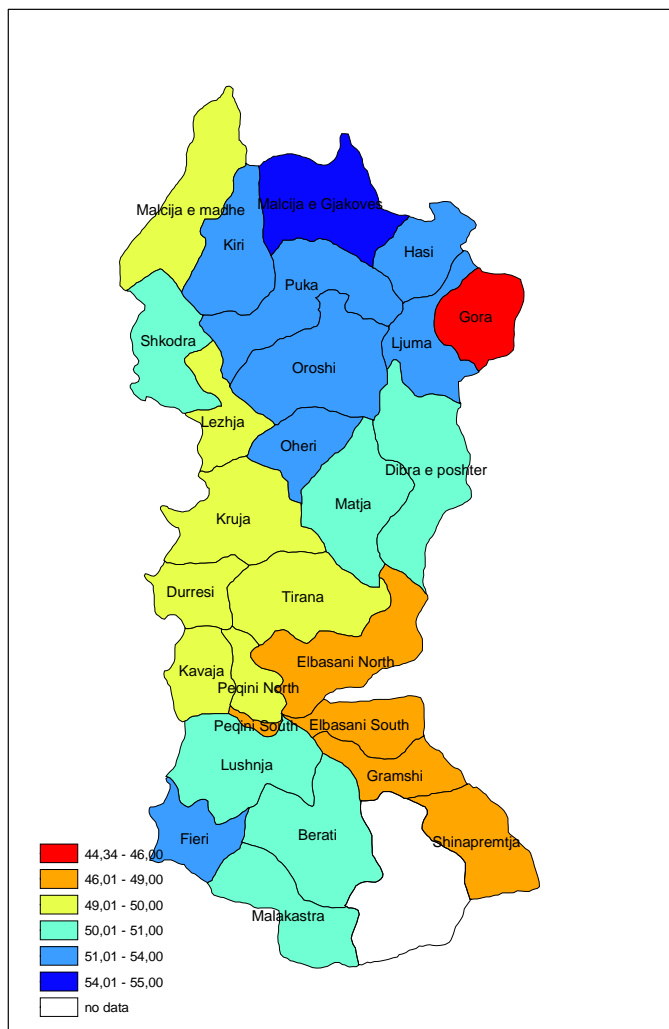 Malcija e madhe
Malcija e Gjakoves
Kiri
Hasi
Puka
Gora
Shkodra
Ljuma
Oroshi
Lezhja
Oheri
Dibra e poshter
Matja
Kruja
Durresi
Tirana
Elbasani North
Kavaja
Peqini North
Peqini South
Elbasani South
Lushnja
Gramshi
Fieri
Berati
Shinapremtja
Malakastra
44,34 - 46,00
46,01 - 49,00
49,01 - 50,00
50,01 - 51,00
51,01 - 54,00
54,01 - 55,00
no data